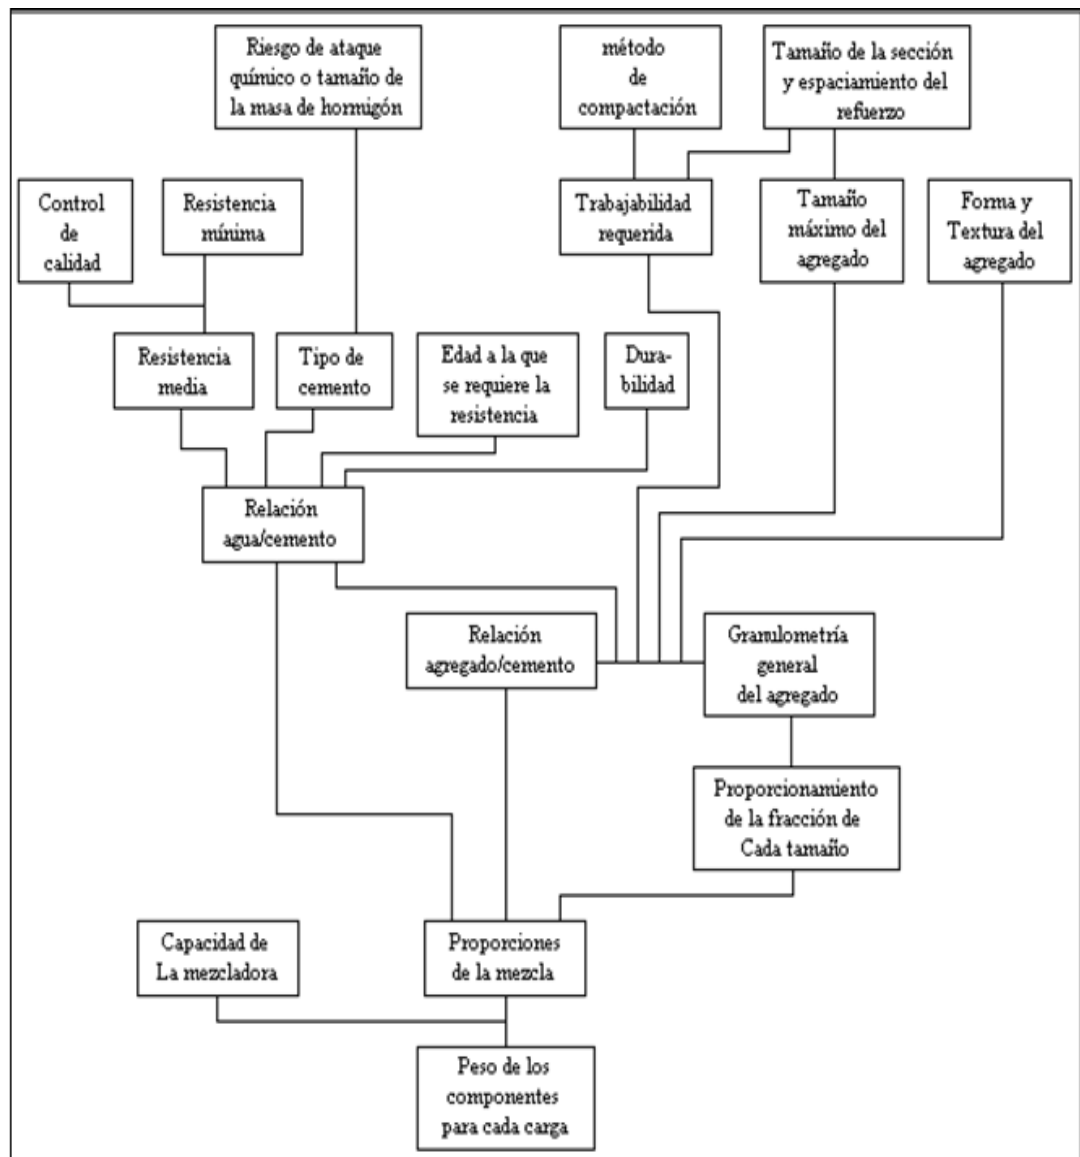 Riesgo de ataque
químico o tamaño de
la masa de hormigón
método
de
compactación
Tamaño de la sección
y espaciamiento del
refuerzo
Control
de
calidad
Resistencia
mínima
Trabajabilidad
requerida
Tamaño
máximo del
agregado
Forma y
Textura del
agregado
Resistencia
media
Tipo de
cemento
Edad a la que
se requiere la
resistencia
Dura-
bilidad
Relación
agua/cemento
Relación
agregado/cemento
Granulometría
general
del agregado
Proporcionamiento
de la fracción de
Cada tamaño
Capacidad de
La mezcladora
Proporciones
de la mezcla
Peso de los
componentes
para cada carga